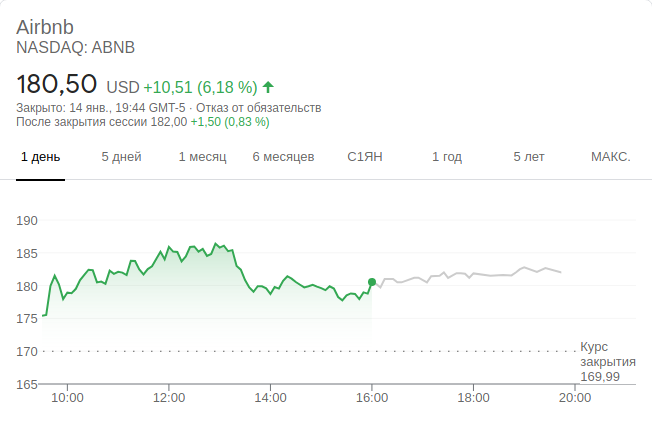 Airbnb
NASDAQ: ABNB
180,50 USD +10,51 (6,18 %)
Закрыто: 14 янв., 19:44 GMT-5 · Отказ от обязательств
После закрытия сессии 182,00 +1,50 (0,83 %)
1 день 5 дней 1 месяц 6 месяцев С1ЯН 1 год 5 лет МАКС.
190
185
180
175
170
Курс
закрытия
169,99
165
10:00 12:00 14:00 16:00 18:00 20:00